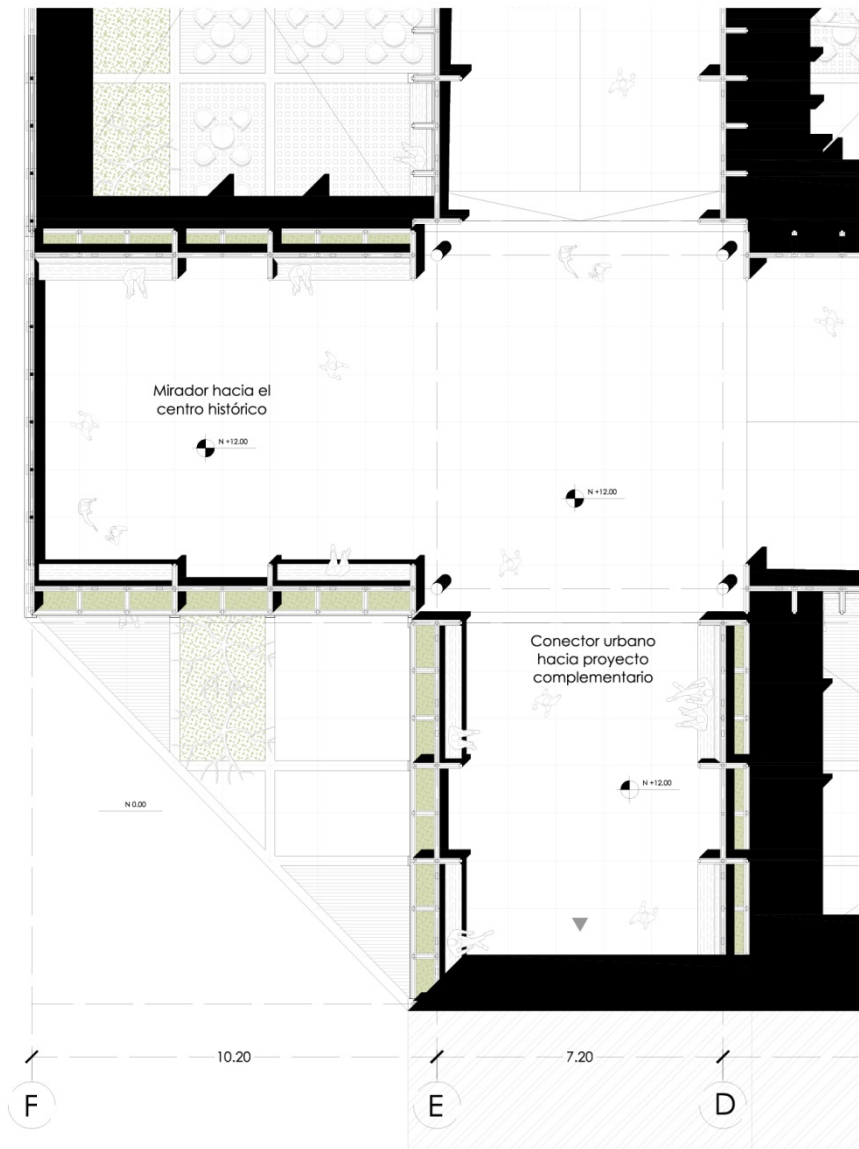 Mirador hacia el
centro histórico
N +12.00
N +12.00
Conector urbano
hacia proyecto
complementario
N +12.00
N 0.00
10.20
7.20
F
E
D